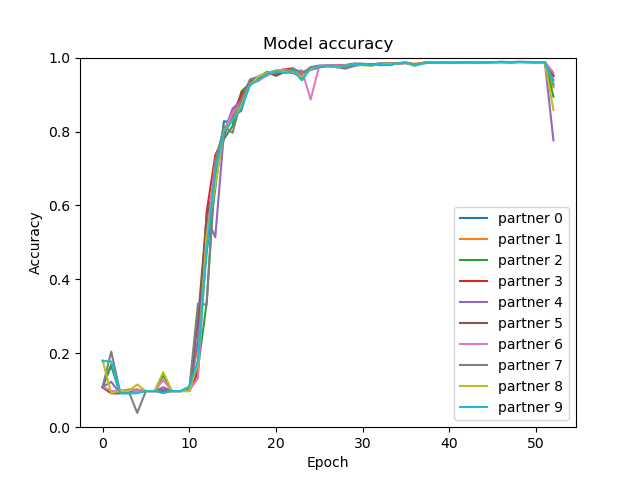 Model accuracy
1.0
0.8
0.6
0.4
0.2
0.0
Accuracy
0
10
20
30
40
50
Epoch
partner 0
partner 1
partner 2
partner 3
partner 4
partner 5
partner 6
partner 7
partner 8
partner 9